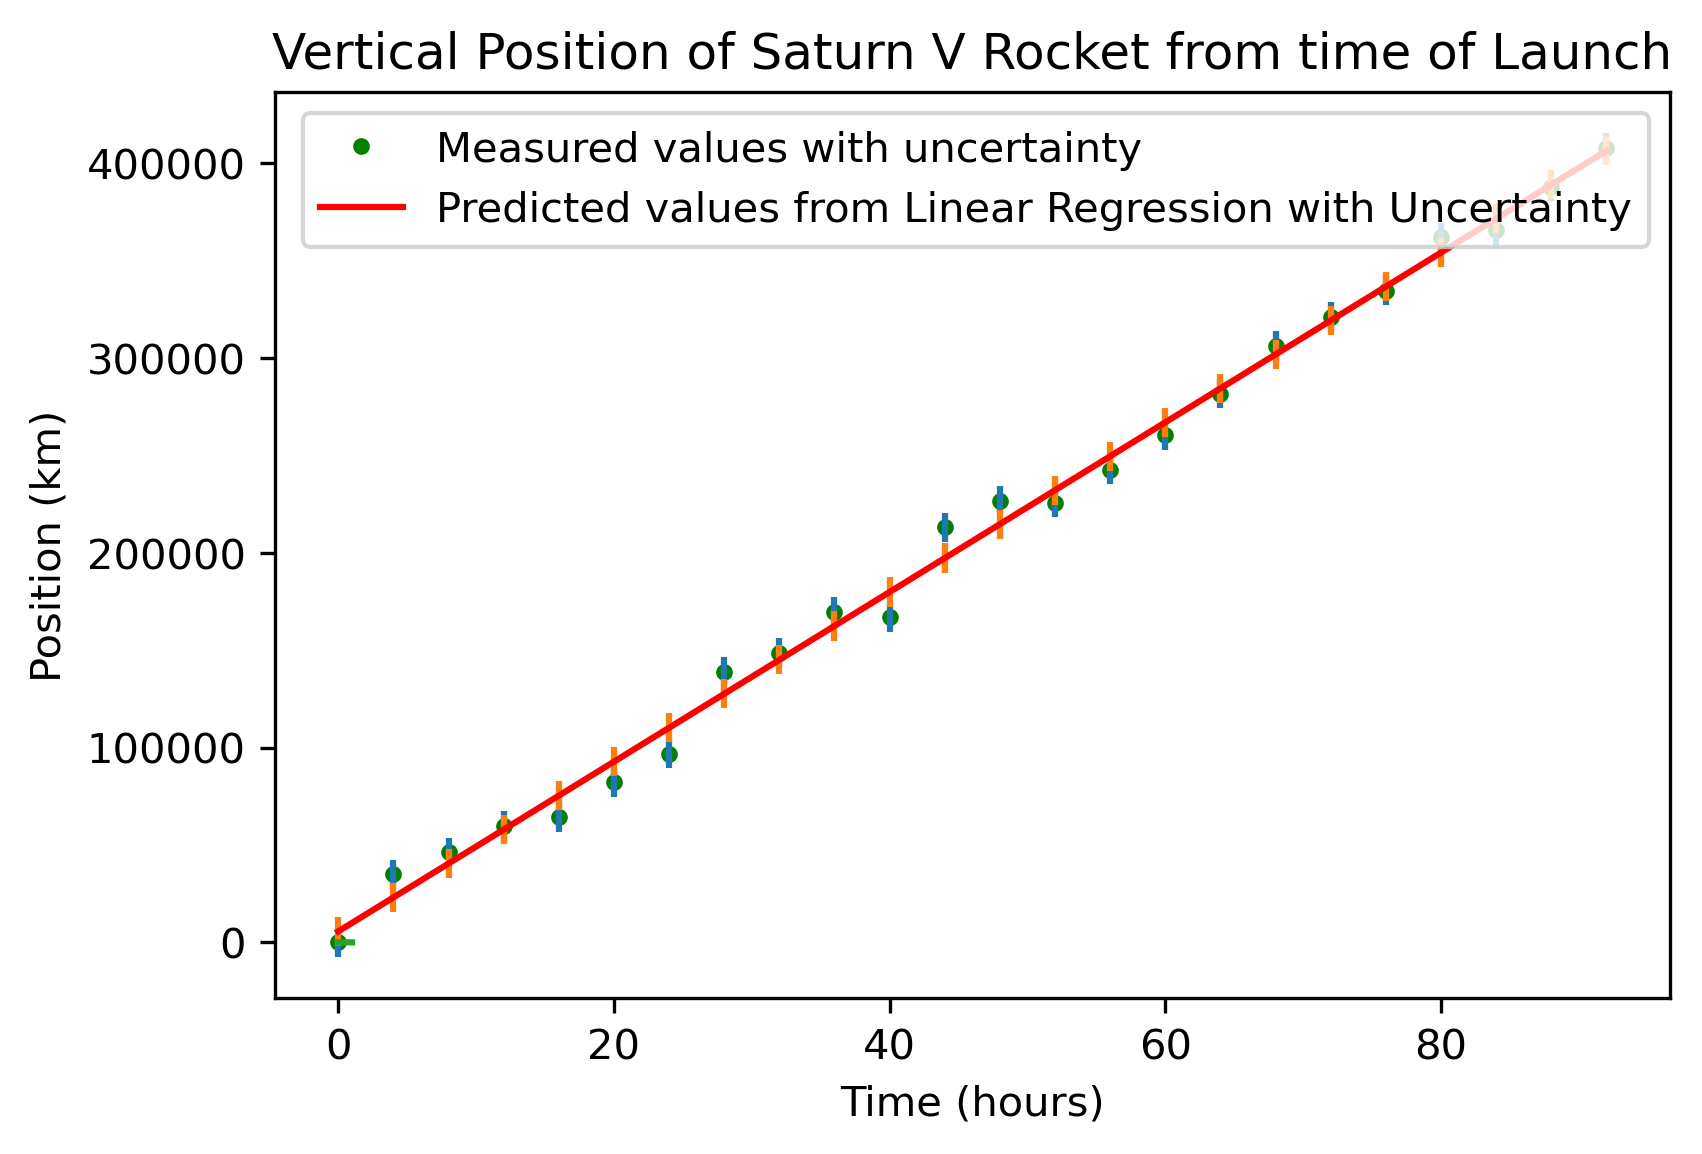 Vertical Position of Saturn V Rocket from time of Launch
Measured values with uncertainty
Predicted values from Linear Regression with Uncertainty
400000
300000
200000
100000
0
Position (km)
0 20 40 60 80
Time (hours)